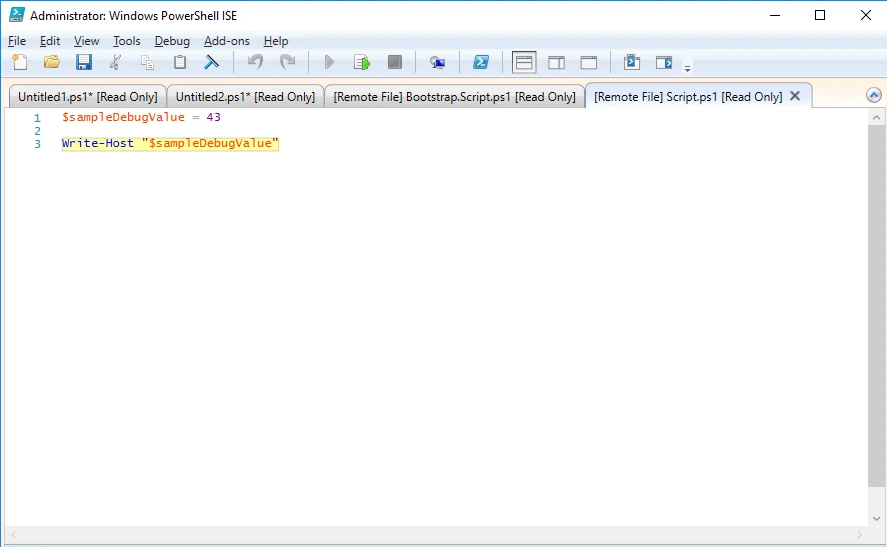 Administrator: Windows PowerShell ISE
File Edit View Tools Debug Add-ons Help
Untitled1.ps1* [Read Only] Untitled2.ps1* [Read Only] [Remote File] Bootstrap.Script.ps1 [Read Only] [Remote File] Script.ps1 [Read Only]
1 $sampleDebugValue = 43
2
3 Write-Host "$sampleDebugValue"